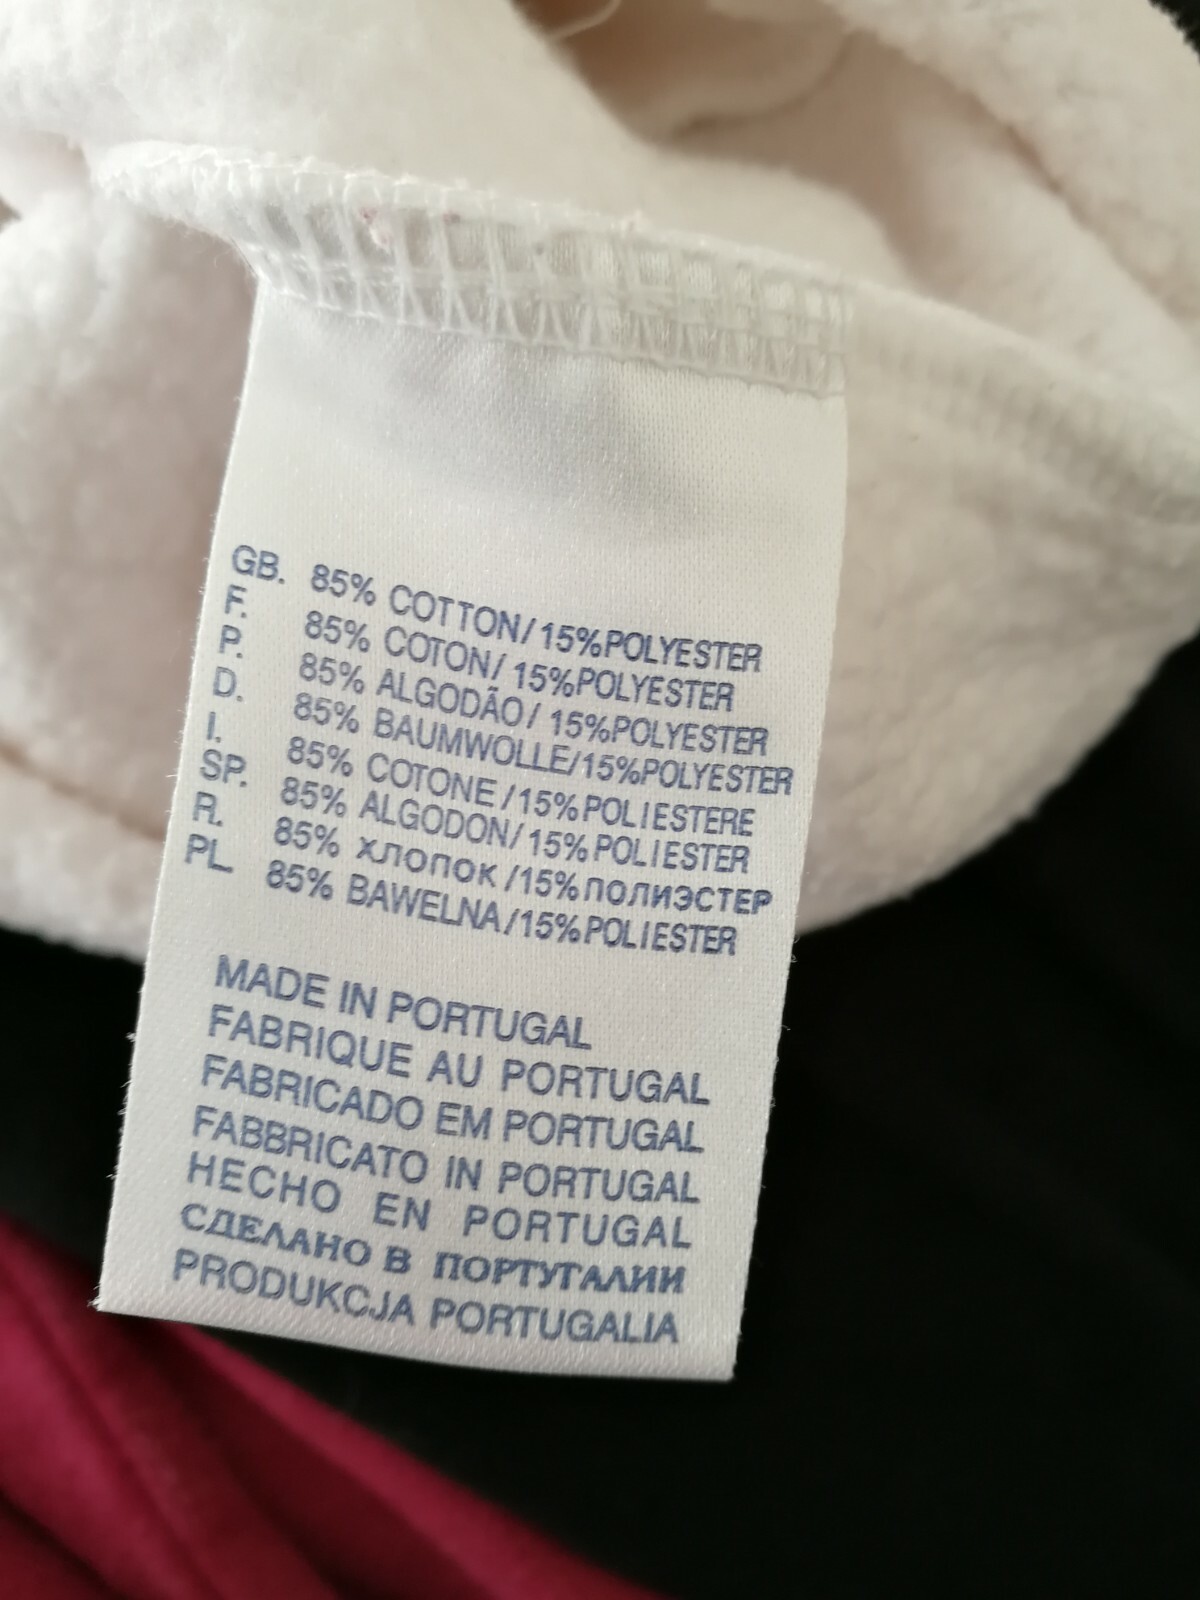 GB. 85% COTTON/15%POLYESTER
F. 85% COTON/ 15%POLYESTER
P. 85% ALGODÃO/ 15%POLYESTER
D. 85% BAUMWOLLE/15%POLYESTER
I. 85% COTONE/15%POLIESTERE
SP. 85% ALGODON/15%POLIESTER
R. 85% хлопок/15%ПОЛИЭСТЕР
PL. 85% BAWELNA/15%POLIESTER
MADE IN PORTUGAL
FABRIQUE AU PORTUGAL
FABRICADO EM PORTUGAL
FABBRICATO IN PORTUGAL
HECHO EN PORTUGAL
СДЕЛАНО В ПОРТУГАЛИИ
PRODUKCJA PORTUGALIA